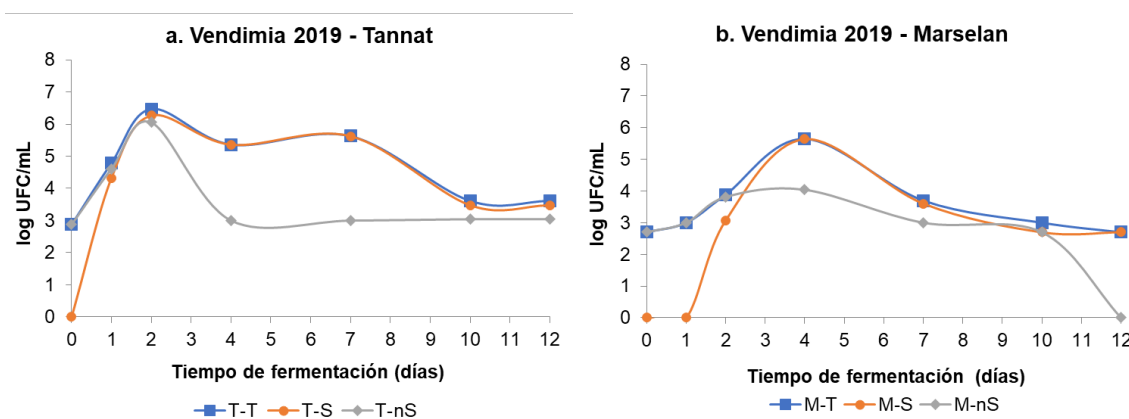 a. Vendimia 2019 - Tannat
log UFC/mL
8
7
6
5
4
3
2
1
0
0 1 2 3 4 5 6 7 8 9 10 11 12
Tiempo de fermentación (días)
T-T T-S T-nS
b. Vendimia 2019 - Marselan
log UFC/mL
8
7
6
5
4
3
2
1
0
0 1 2 3 4 5 6 7 8 9 10 11 12
Tiempo de fermentación (días)
M-T M-S M-nS